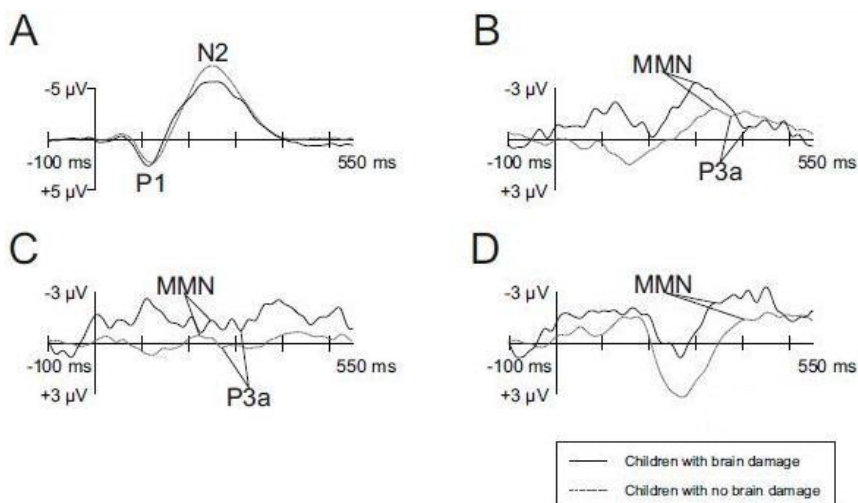 A
N2
-5 µV
-100 ms
550 ms
P1
+5 µV
B
MMN
-3 µV
-100 ms
550 ms
P3a
+3 µV
C
MMN
-3 µV
-100 ms
550 ms
P3a
+3 µV
D
MMN
-3 µV
-100 ms
550 ms
+3 µV
Children with brain damage
Children with no brain damage